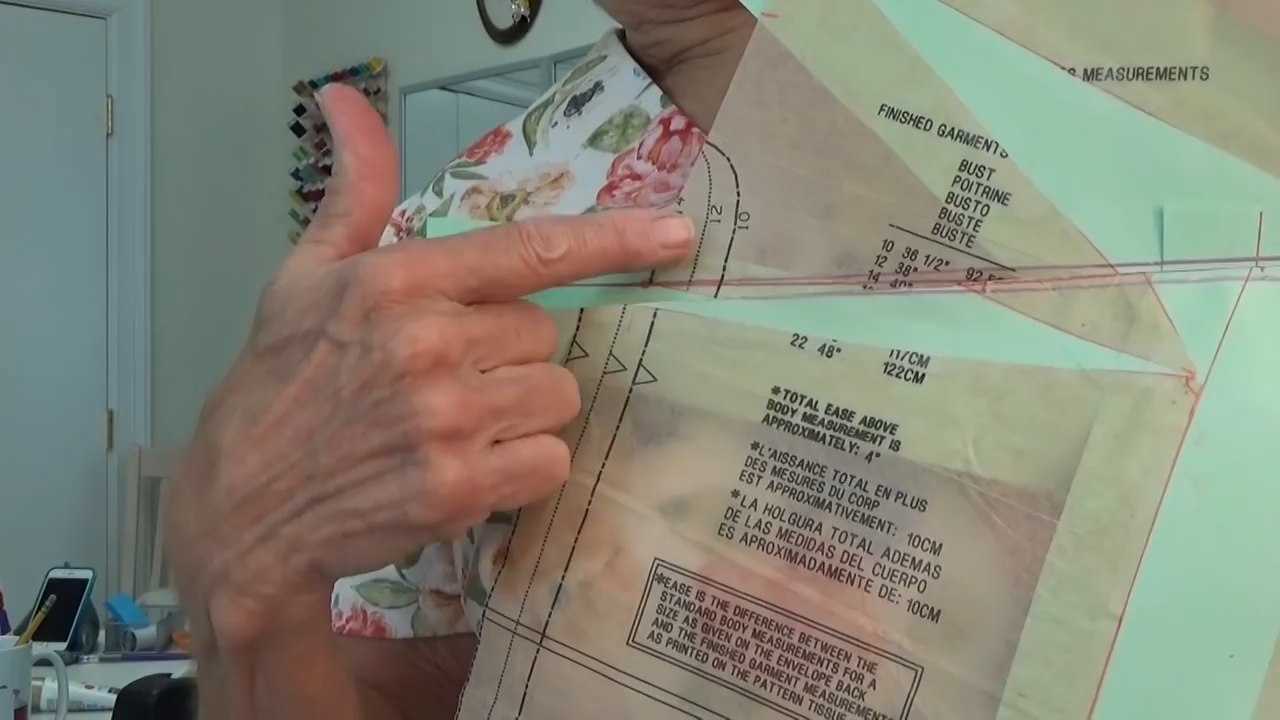 S MEASUREMENTS
FINISHED GARMENTS
BUST
POITRINE
BUSTO
BUSTE
BUSTE
10 36 1/2"
12 38"
14 40"
12
10
22 48" 117CM
122CM
*TOTAL EASE ABOVE
BODY MEASUREMENT IS
APPROXIMATELY: 4"
*L'AISSANCE TOTAL EN PLUS
DES MESURES DU CORP
EST APPROXIMATIVEMENT: 10CM
*LA HOLGURA TOTAL ADEMAS
DE LAS MEDIDAS DEL CUERPO
ES APROXIMADAMENTE DE: 10CM
*EASE IS THE DIFFERENCE BETWEEN THE
STANDARD BODY MEASUREMENTS FOR A
SIZE AS GIVEN ON THE ENVELOPE BACK
AND THE FINISHED GARMENT MEASUREMENTS
AS PRINTED ON THE PATTERN TISSUE.